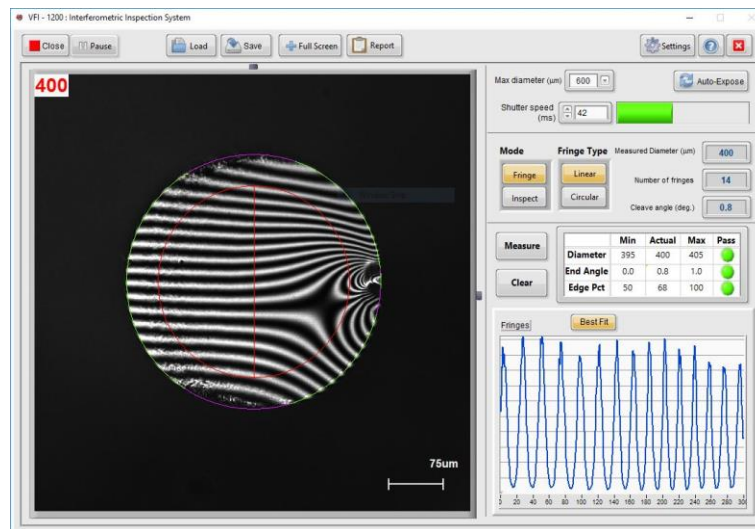 VFI - 1200 : Interferometric Inspection System
Close Pause Load Save Full Screen Report Settings
400
75um
Max diameter (µm) 600 Auto-Expose
Shutter speed (ms) 42
Mode
Fringe
Inspect
Fringe Type
Linear
Circular
Measured Diameter (µm) 400
Number of fringes 14
Cleave angle (deg.) 0.8
Measure
Clear
Min Actual Max Pass
Diameter 395 400 405
End Angle 0.0 0.8 1.0
Edge Pct 50 68 100
Fringes Best Fit
0 20 40 60 80 100 120 140 160 180 200 220 240 260 280 300